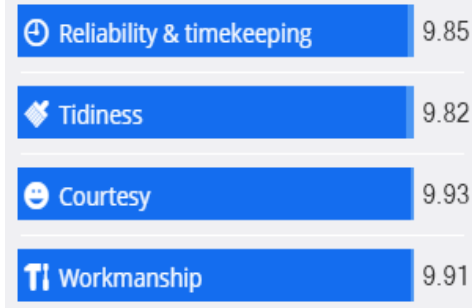 Reliability & timekeeping 9.85
Tidiness 9.82
Courtesy 9.93
Workmanship 9.91